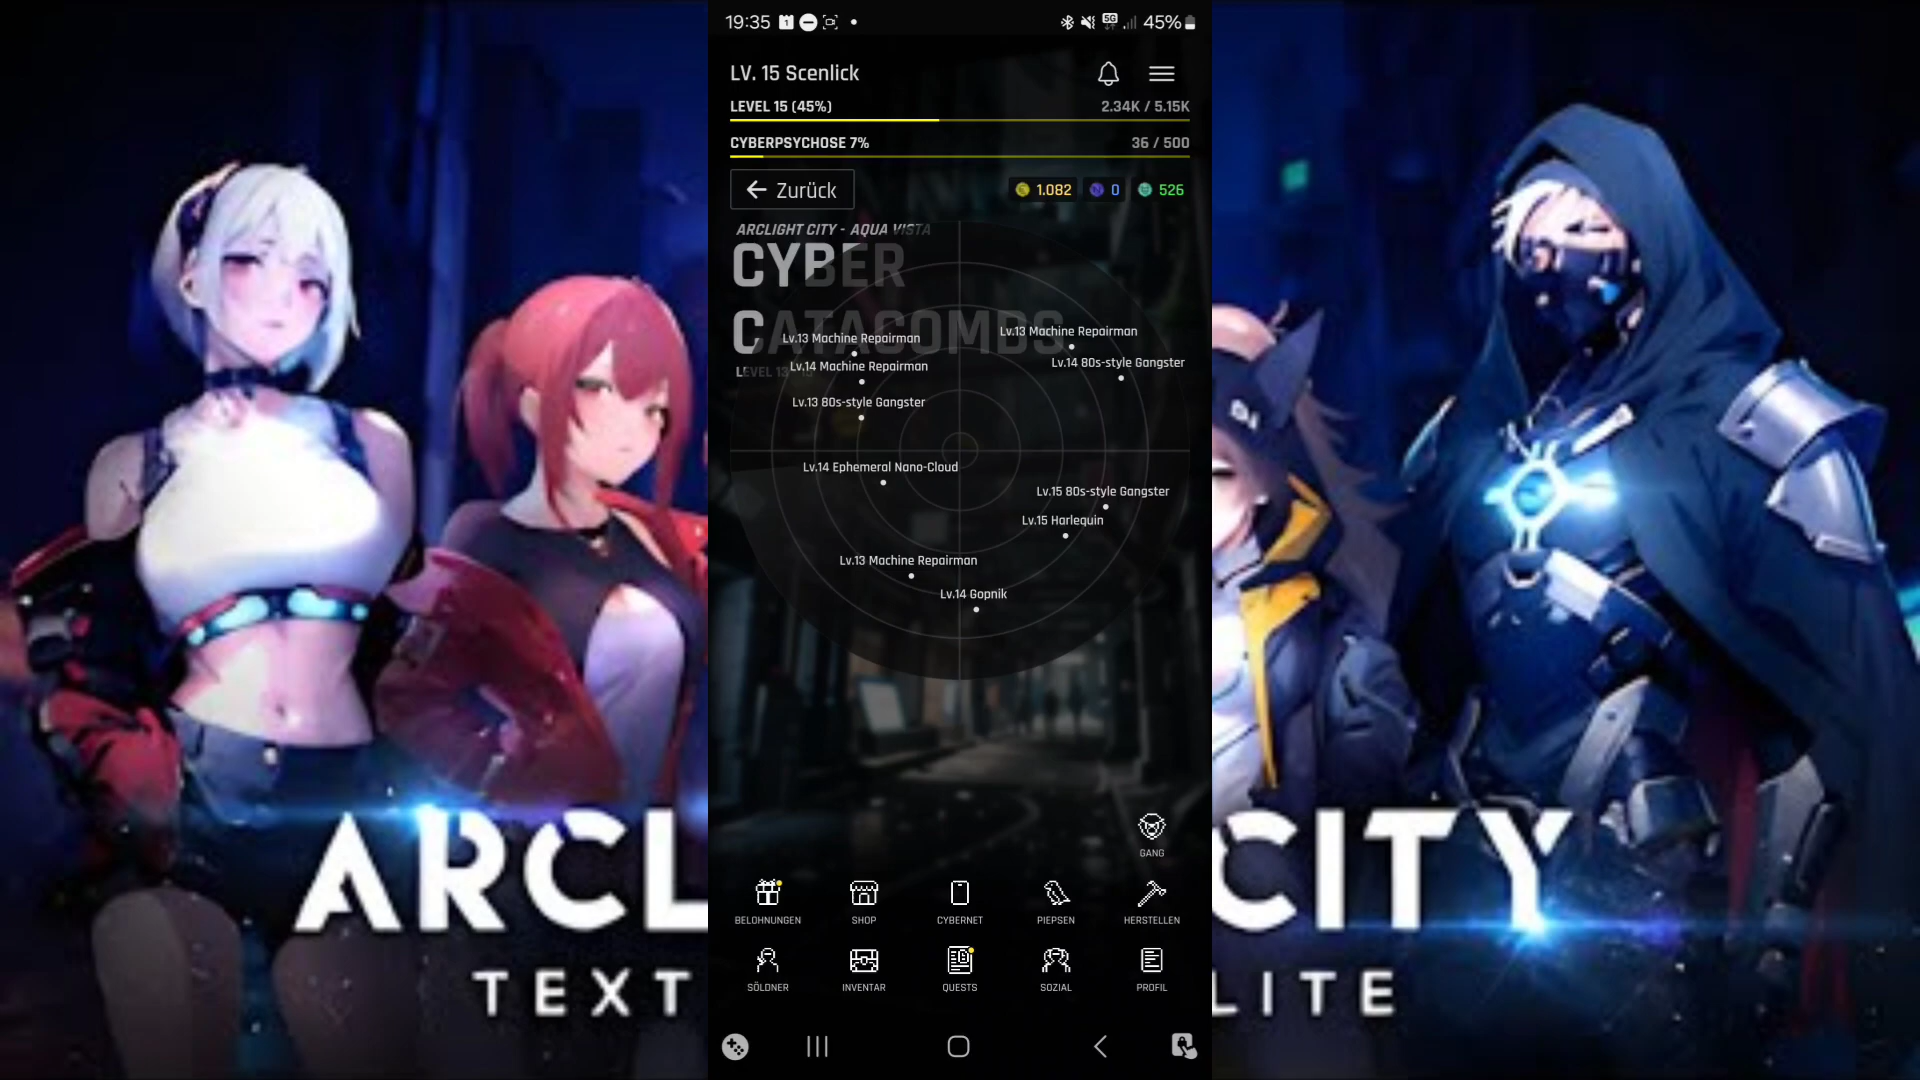 19:35
5G
45%
LV. 15 Scenlick
LEVEL 15 (45%)
2.34K / 5.15K
CYBERPSYCHOSE 7%
36 / 500
Zurück
1.082
0
526
ARCLIGHT CITY - AQUA VISTA
CYBER
CATACOMBS
Lv.13 Machine Repairman
Lv.13 Machine Repairman
Lv.14 80s-style Gangster
Lv.14 Machine Repairman
LEVEL
Lv.13 80s-style Gangster
Lv.14 Ephemeral Nano-Cloud
Lv.15 80s-style Gangster
Lv.15 Harlequin
Lv.13 Machine Repairman
Lv.14 Gopnik
GANG
BELOHNUNGEN
SHOP
CYBERNET
PIEPSEN
HERSTELLEN
SÖLDNER
INVENTAR
QUESTS
SOZIAL
PROFIL
ARCL
CITY
TEXT
LITE